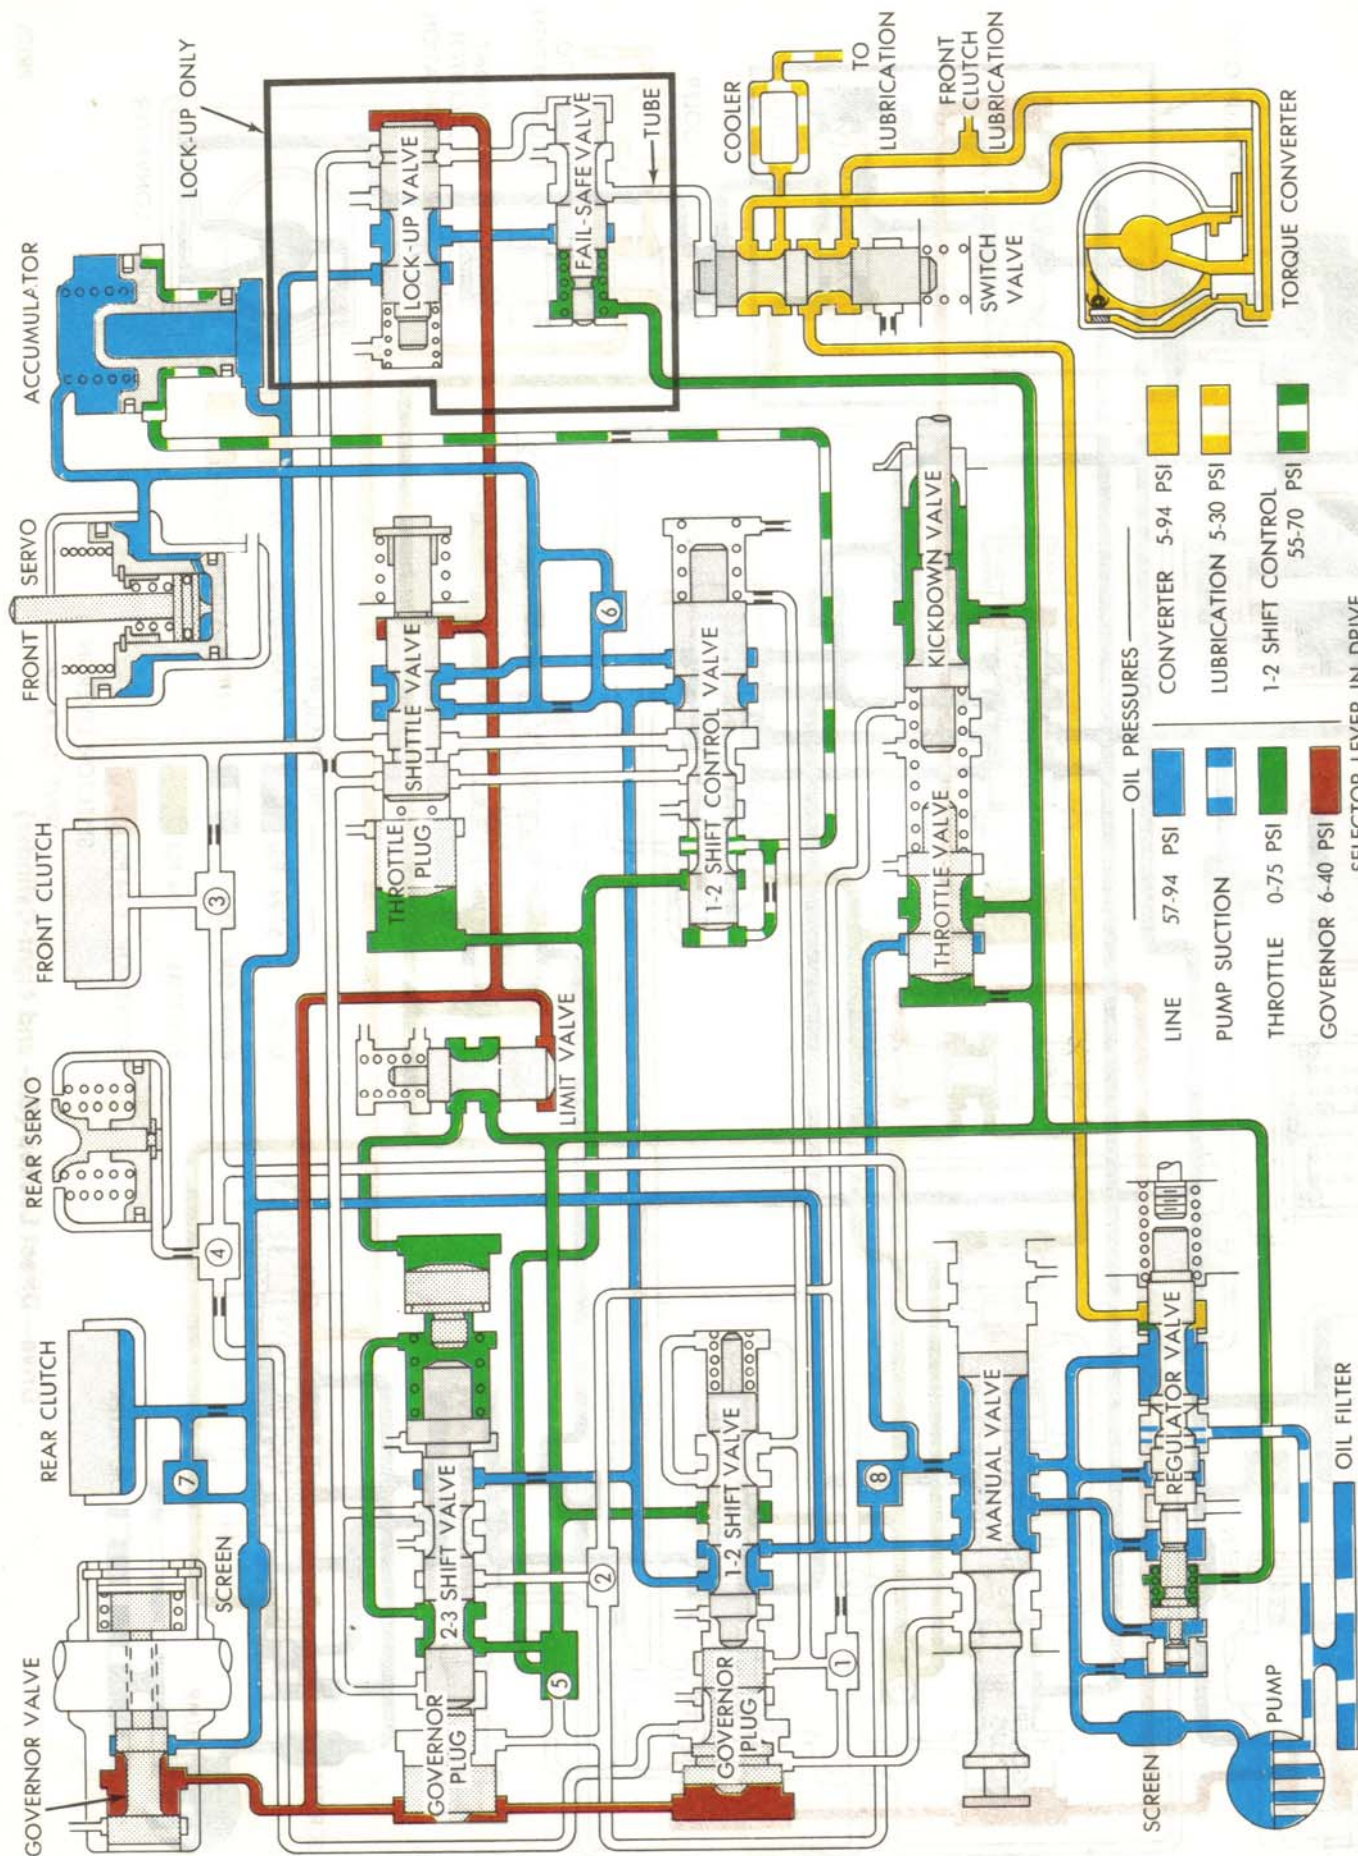 GOVERNOR VALVE
SCREEN
REAR CLUTCH
REAR SERVO
FRONT CLUTCH
FRONT SERVO
ACCUMULATOR
LOCK-UP ONLY
7
4
3
GOVERNOR
PLUG
2-3 SHIFT VALVE
LIMIT VALVE
THROTTLE
PLUG
SHUTTLE VALVE
LOCK-UP VALVE
5
2
6
FAIL-SAFE VALVE
TUBE
GOVERNOR
PLUG
1-2 SHIFT VALVE
1-2 SHIFT CONTROL VALVE
COOLER
TO
LUBRICATION
1
8
FRONT
CLUTCH
LUBRICATION
MANUAL VALVE
THROTTLE VALVE
KICKDOWN VALVE
SWITCH
VALVE
SCREEN
REGULATOR VALVE
OIL PRESSURES
LINE 57-94 PSI
CONVERTER 5-94 PSI
PUMP SUCTION
LUBRICATION 5-30 PSI
THROTTLE 0-75 PSI
1-2 SHIFT CONTROL
55-70 PSI
GOVERNOR 6-40 PSI
TORQUE CONVERTER
PUMP
OIL FILTER
SELECTOR LEVER IN DRIVE